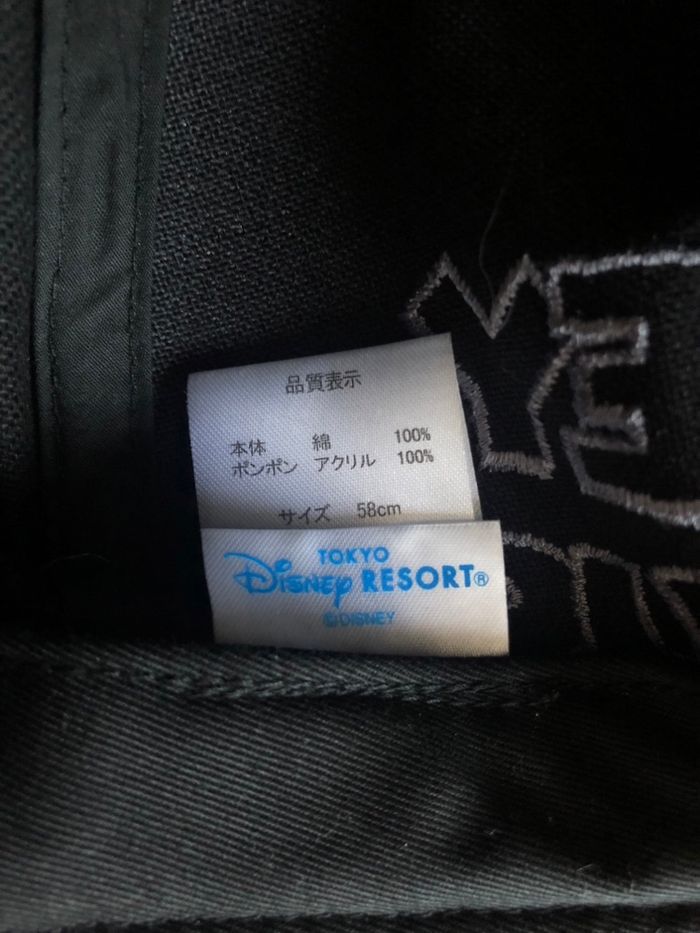 品質表示
本体 綿 100%
ポンポン アクリル 100%
サイズ 58cm
TOKYO
Disney RESORT®
©DISNEY